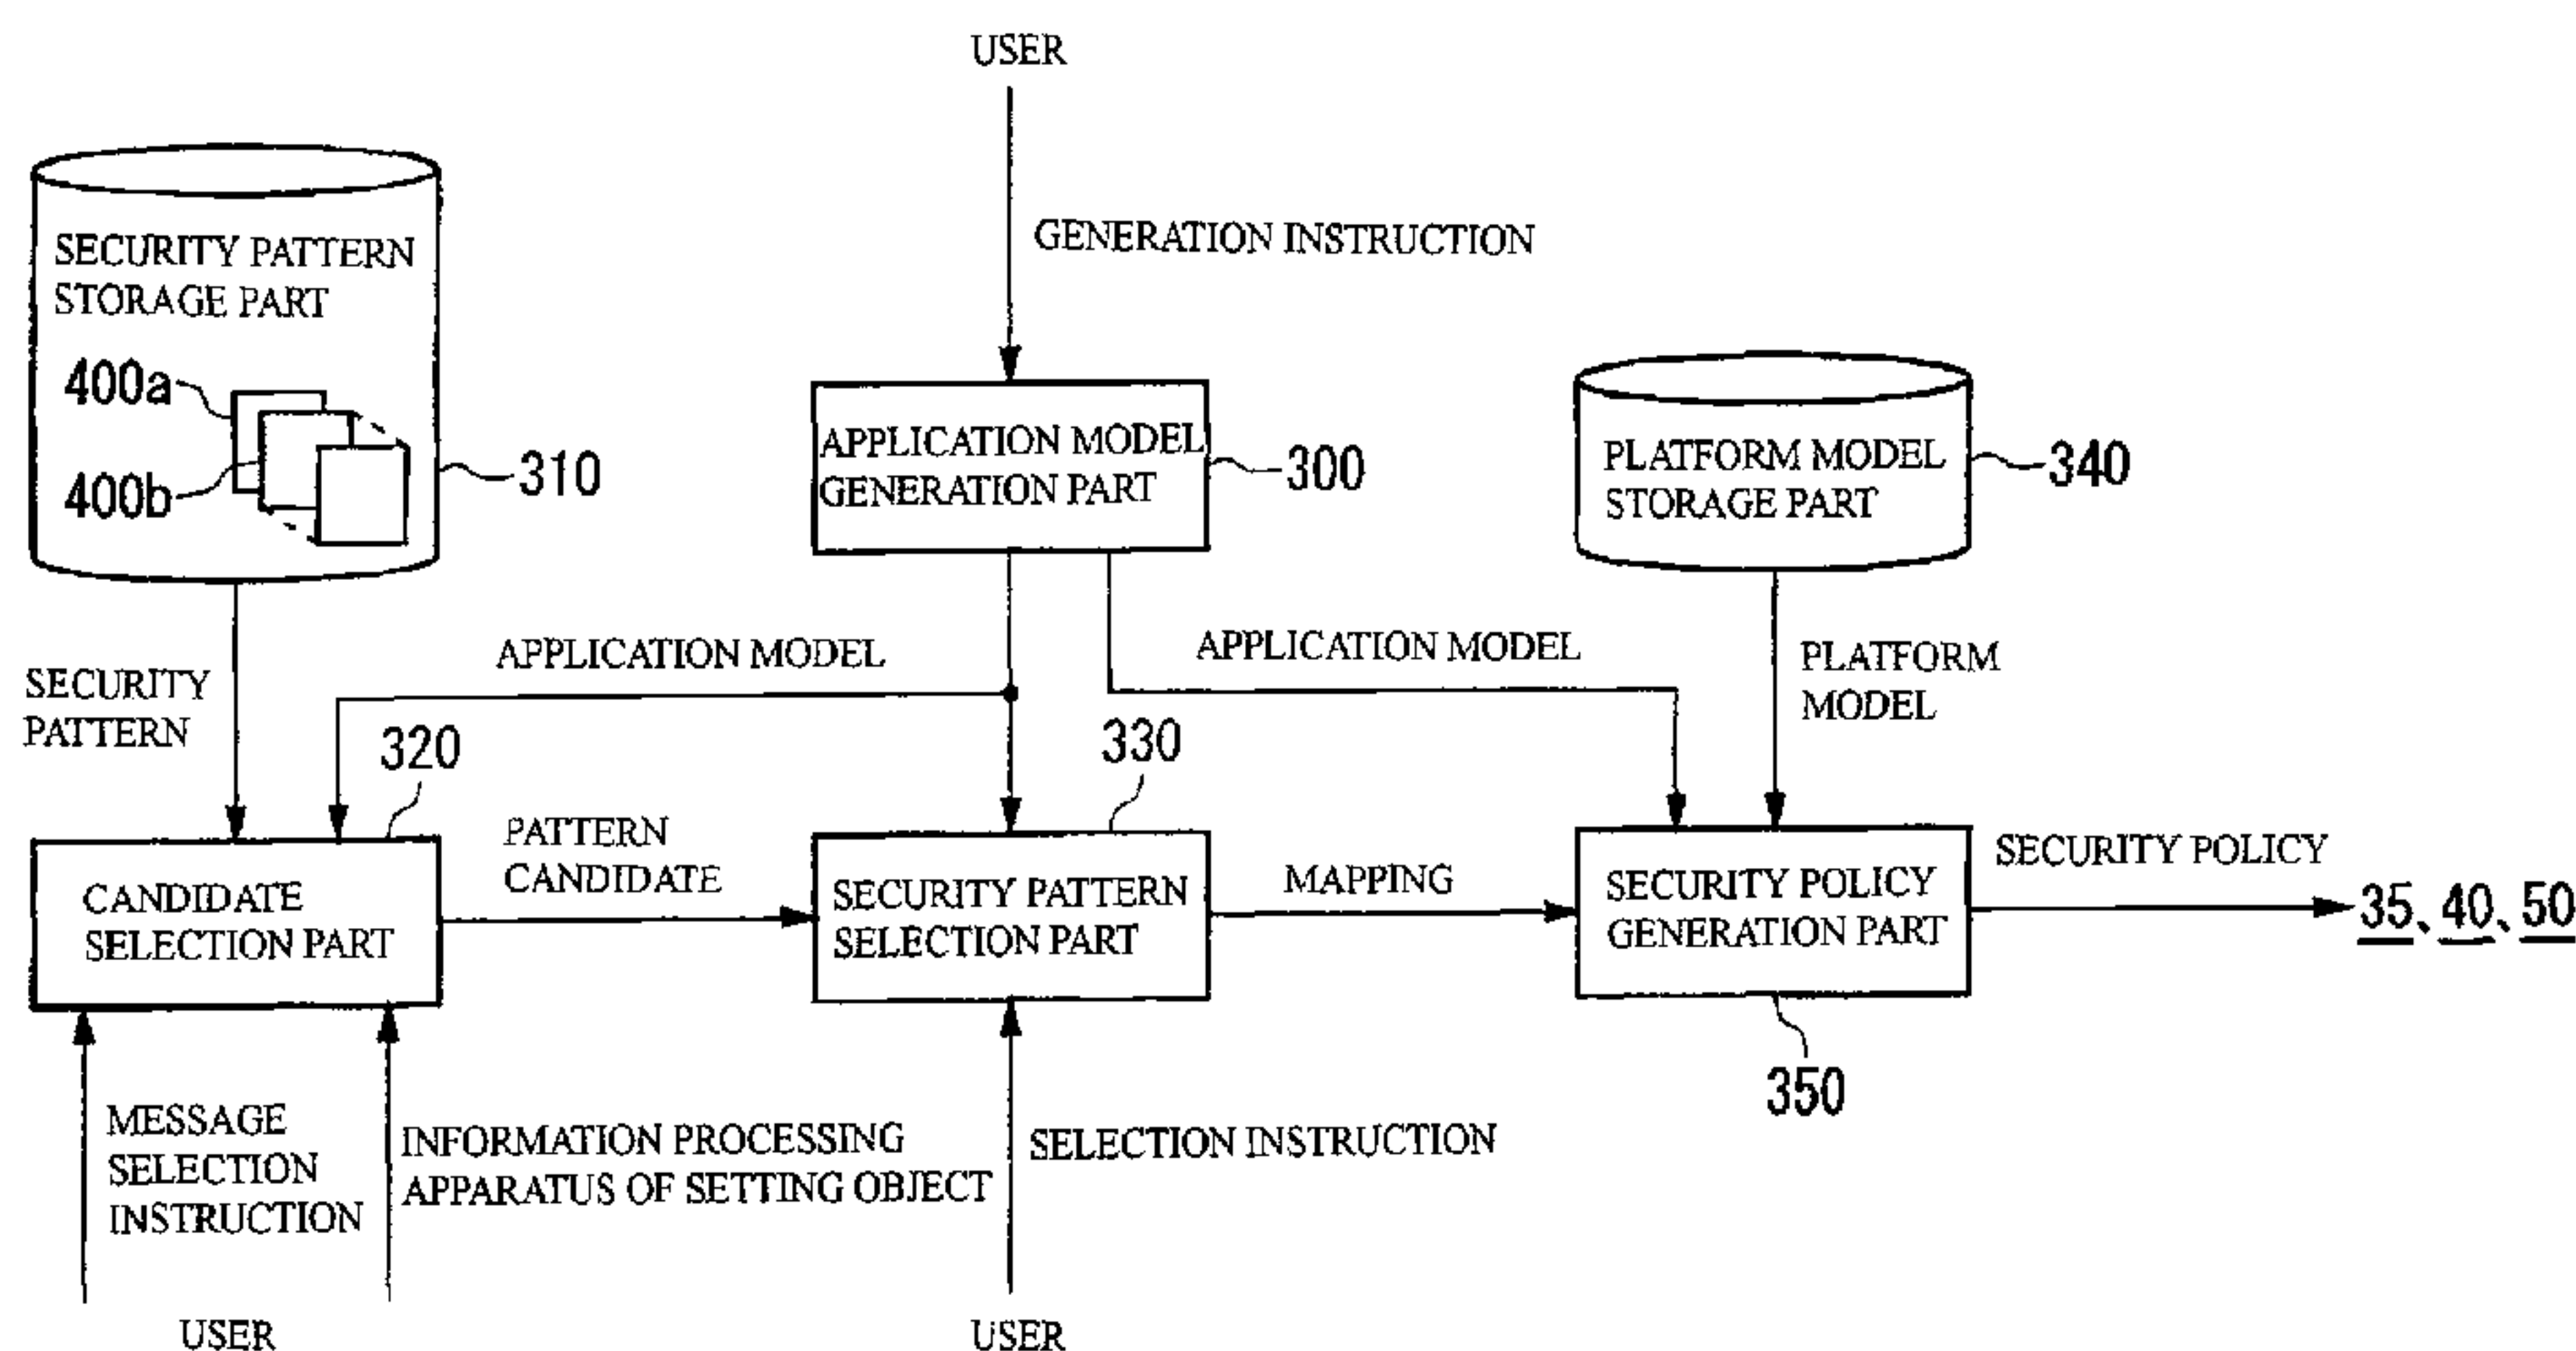 USER
GENERATION INSTRUCTION
SECURITY PATTERN
STORAGE PART
400a
400b
310
APPLICATION MODEL
GENERATION PART
300
PLATFORM MODEL
STORAGE PART
340
SECURITY
PATTERN
APPLICATION MODEL
APPLICATION MODEL
PLATFORM
MODEL
320
330
CANDIDATE
SELECTION PART
PATTERN
CANDIDATE
SECURITY PATTERN
SELECTION PART
MAPPING
SECURITY POLICY
GENERATION PART
SECURITY POLICY
35、40、50
350
MESSAGE
SELECTION
INSTRUCTION
INFORMATION PROCESSING
APPARATUS OF SETTING OBJECT
SELECTION INSTRUCTION
USER
USER